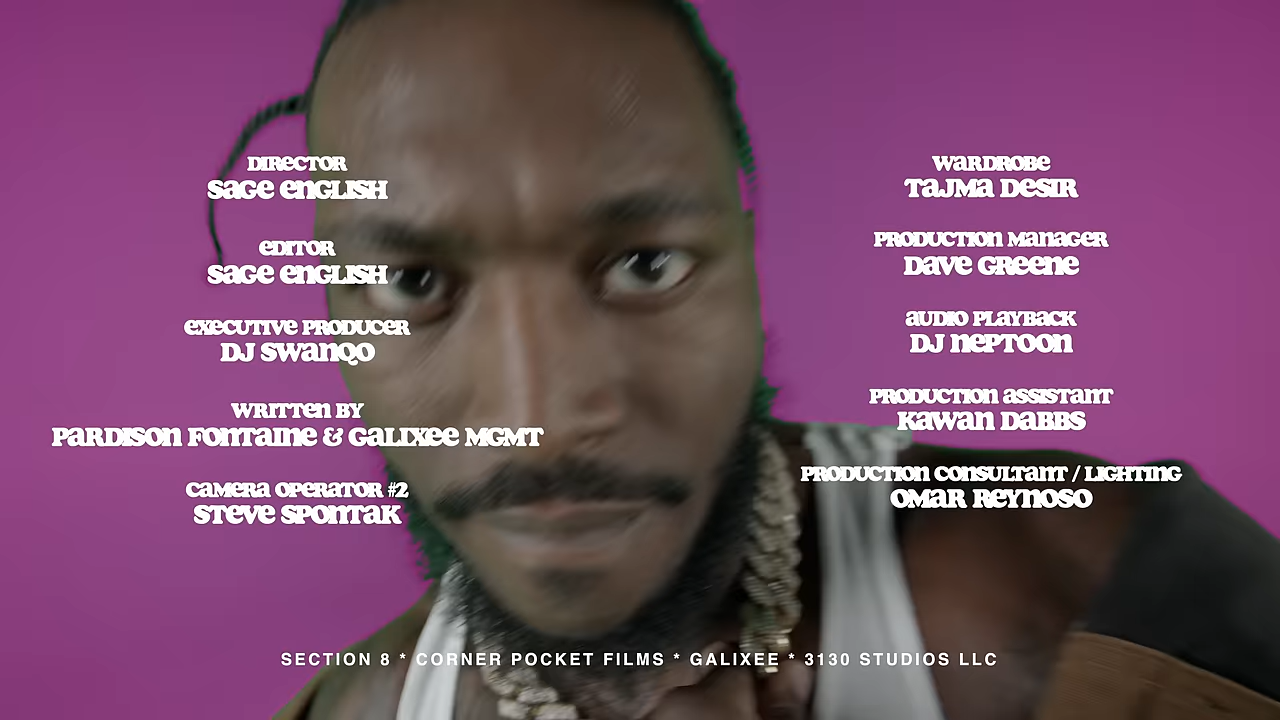 DIRECTOR
SAGE ENGLISH
EDITOR
SAGE ENGLISH
EXECUTIVE PRODUCER
DJ SWANQO
WRITTEN BY
PARDISON FONTAINE & GALIXEE MGMT
CAMERA OPERATOR #2
STEVE SPONTAK
WARDROBE
TAJMA DESIR
PRODUCTION MANAGER
DAVE GREENE
AUDIO PLAYBACK
DJ NEPTOON
PRODUCTION ASSISTANT
KAWAN DABBS
PRODUCTION CONSULTANT / LIGHTING
OMAR REYNOSO
SECTION 8 * CORNER POCKET FILMS * GALIXEE * 3130 STUDIOS LLC